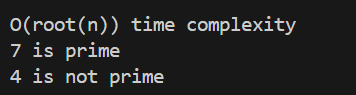 O(root(n)) time complexity
7 is prime
4 is not prime